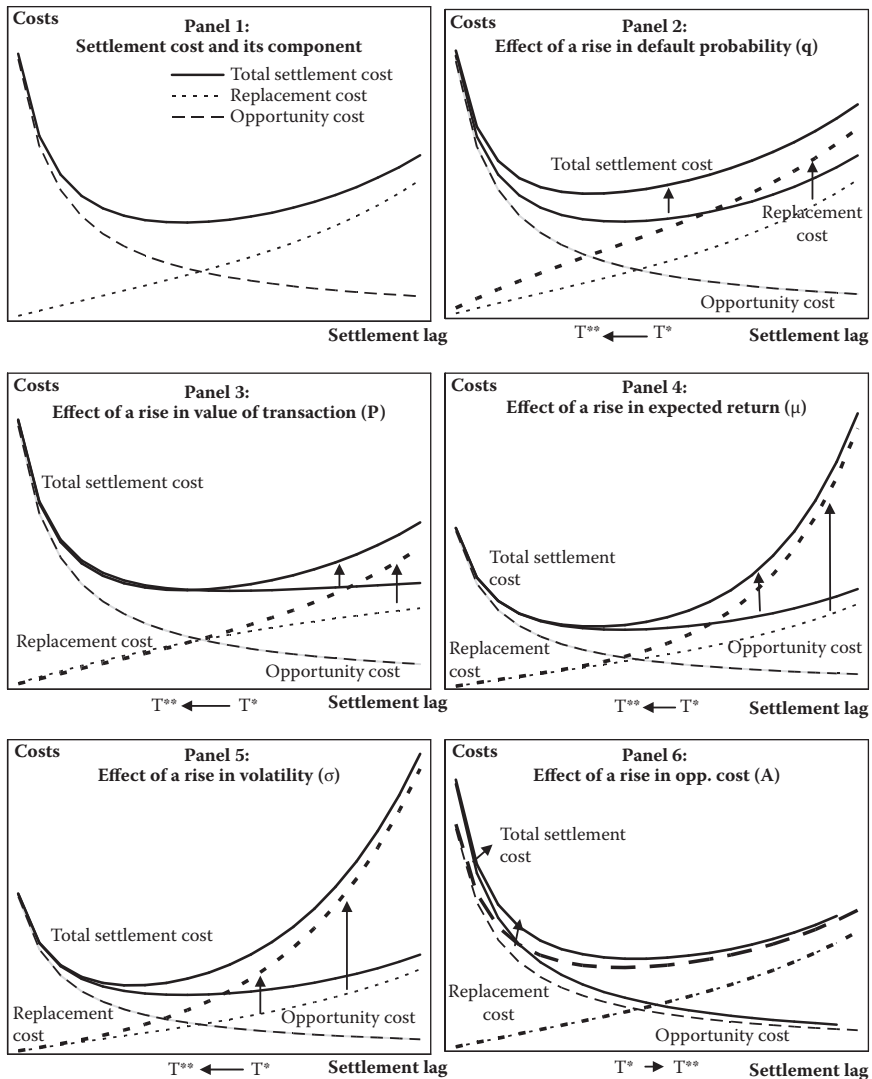 Costs
Panel 1:
Settlement cost and its component
Total settlement cost
Replacement cost
Opportunity cost
Settlement lag
Costs
Panel 2:
Effect of a rise in default probability (q)
Total settlement cost
Replacement
cost
Opportunity cost
T** T* Settlement lag
Costs
Panel 3:
Effect of a rise in value of transaction (P)
Total settlement cost
Replacement cost
Opportunity cost
T** T* Settlement lag
Costs
Panel 4:
Effect of a rise in expected return (μ)
Total settlement
cost
Replacement
cost
Opportunity cost
T** T* Settlement lag
Costs
Panel 5:
Effect of a rise in volatility (σ)
Total settlement cost
Replacement
cost
Opportunity cost
T** T* Settlement lag
Costs
Panel 6:
Effect of a rise in opp. cost (A)
Total settlement
cost
Replacement
cost
Opportunity cost
T* T** Settlement lag